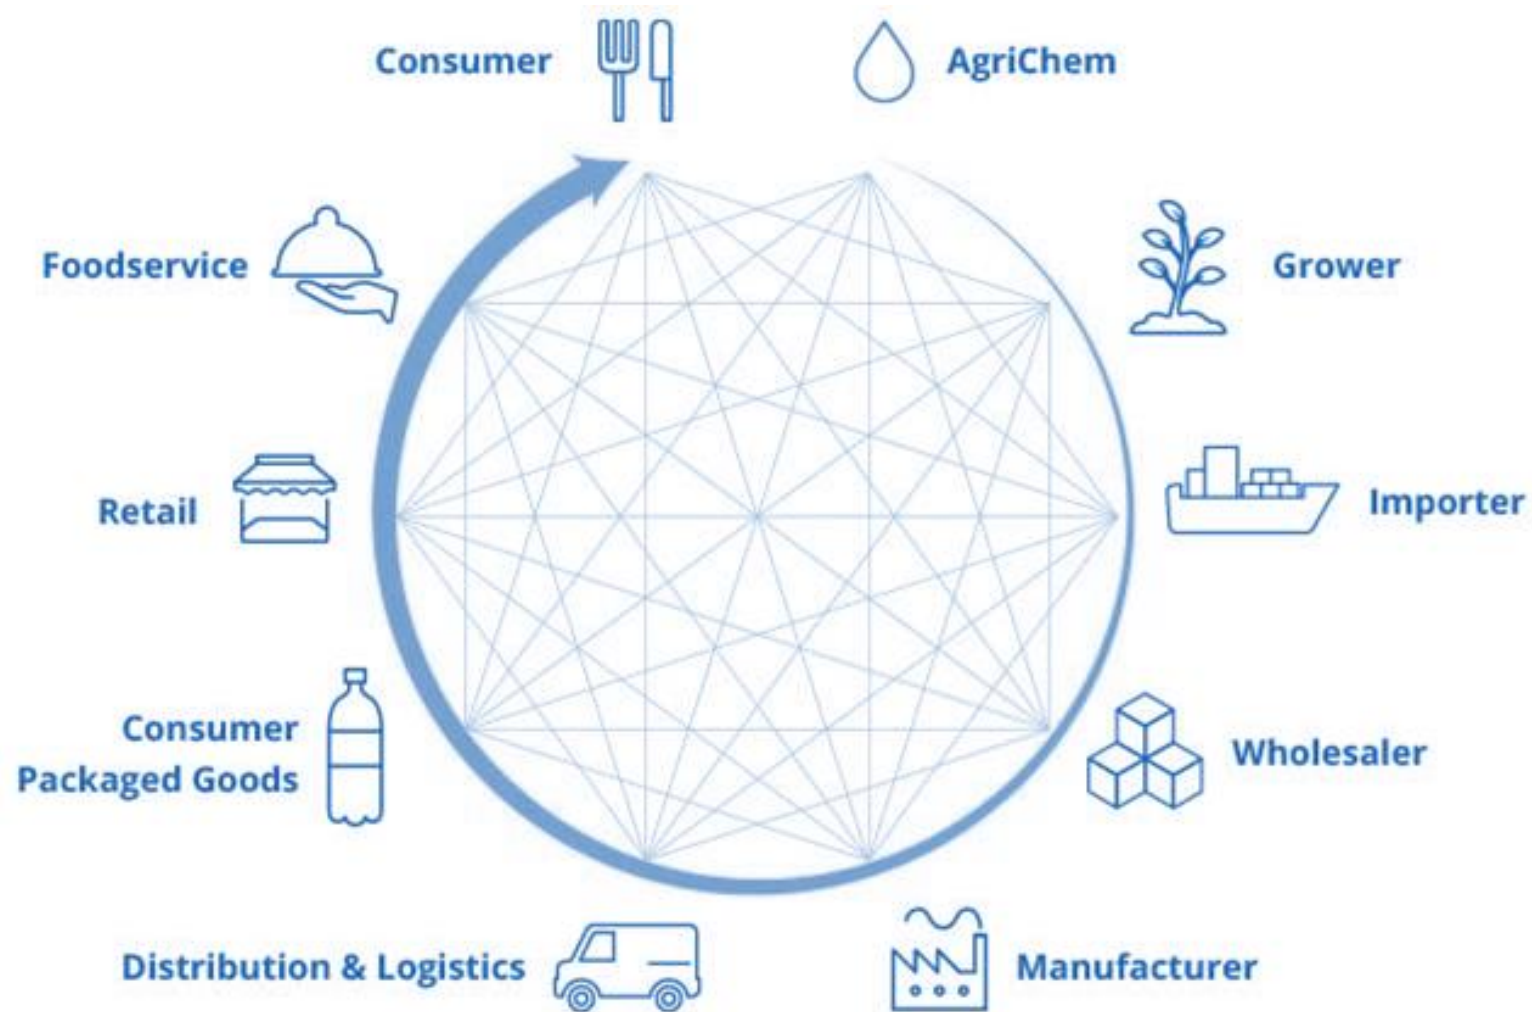 Consumer
AgriChem
Foodservice
Grower
Retail
Importer
Consumer
Packaged Goods
Wholesaler
Distribution & Logistics
Manufacturer